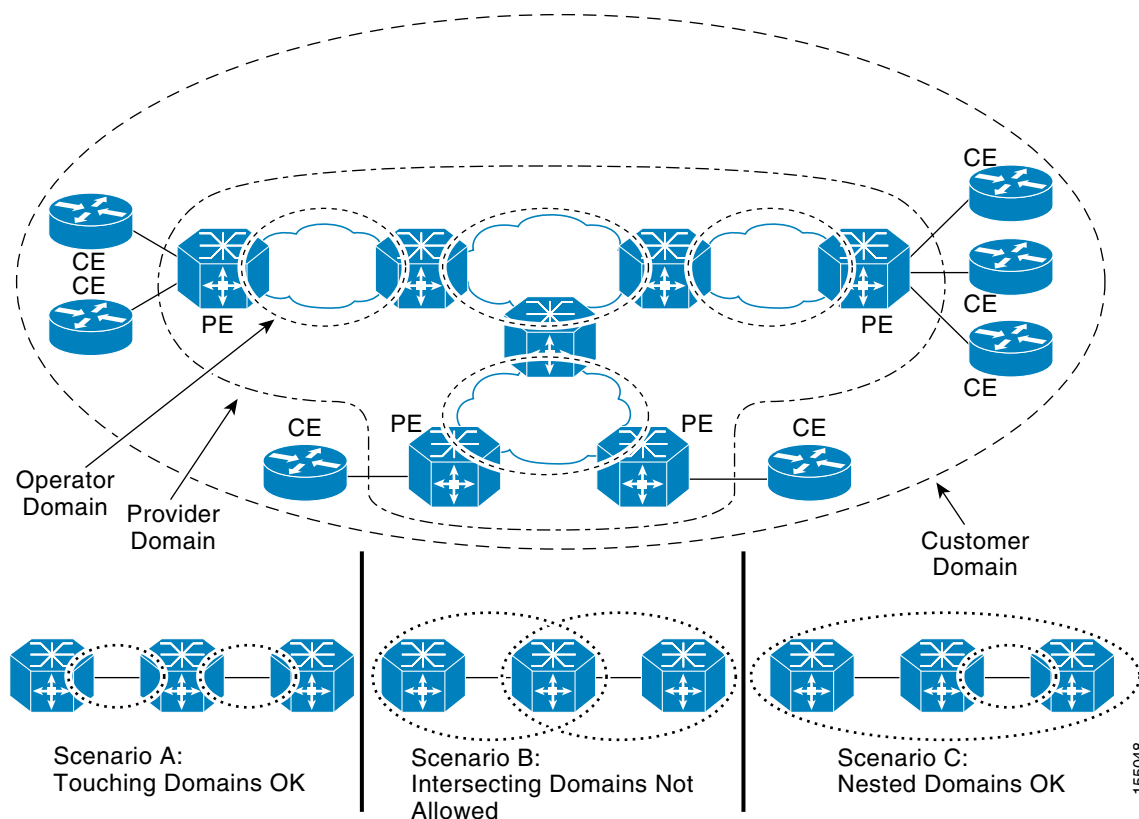 CE
CE
CE
PE
PE
CE
CE
CE
PE
PE
CE
CE
Operator
Domain
Provider
Domain
Customer
Domain
Scenario A:
Touching Domains OK
Scenario B:
Intersecting Domains Not
Allowed
Scenario C:
Nested Domains OK
155048